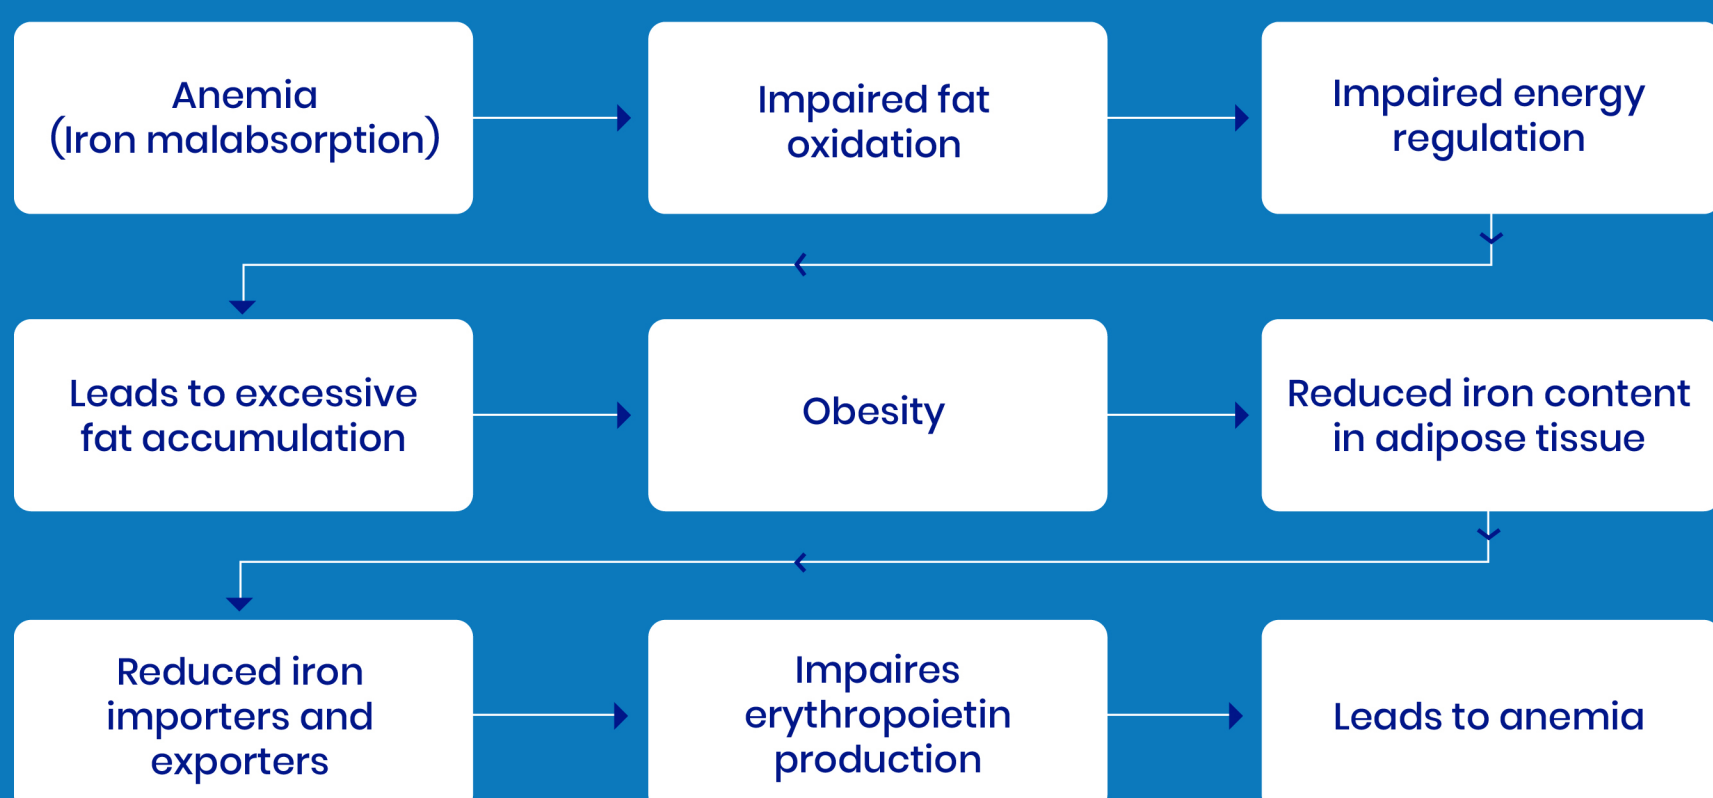 Anemia
(Iron malabsorption)
Impaired fat
oxidation
Impaired energy
regulation
Leads to excessive
fat accumulation
Obesity
Reduced iron content
in adipose tissue
Reduced iron
importers and
exporters
Impaires
erythropoietin
production
Leads to anemia